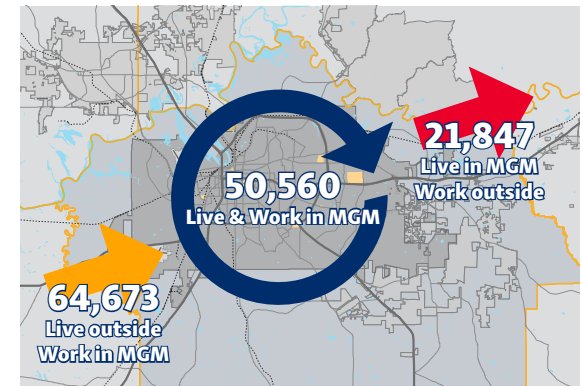 21,847
Live in MGM
Work outside
50,560
Live & Work in MGM
64,673
Live outside
Work in MGM